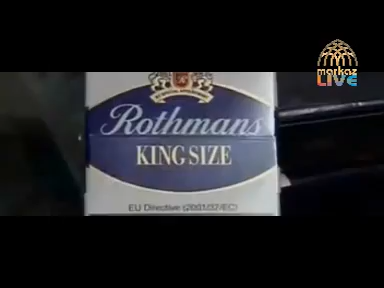 markaz
LIVE
Rothmans
KING SIZE
EU Directive (2001/37/EC)